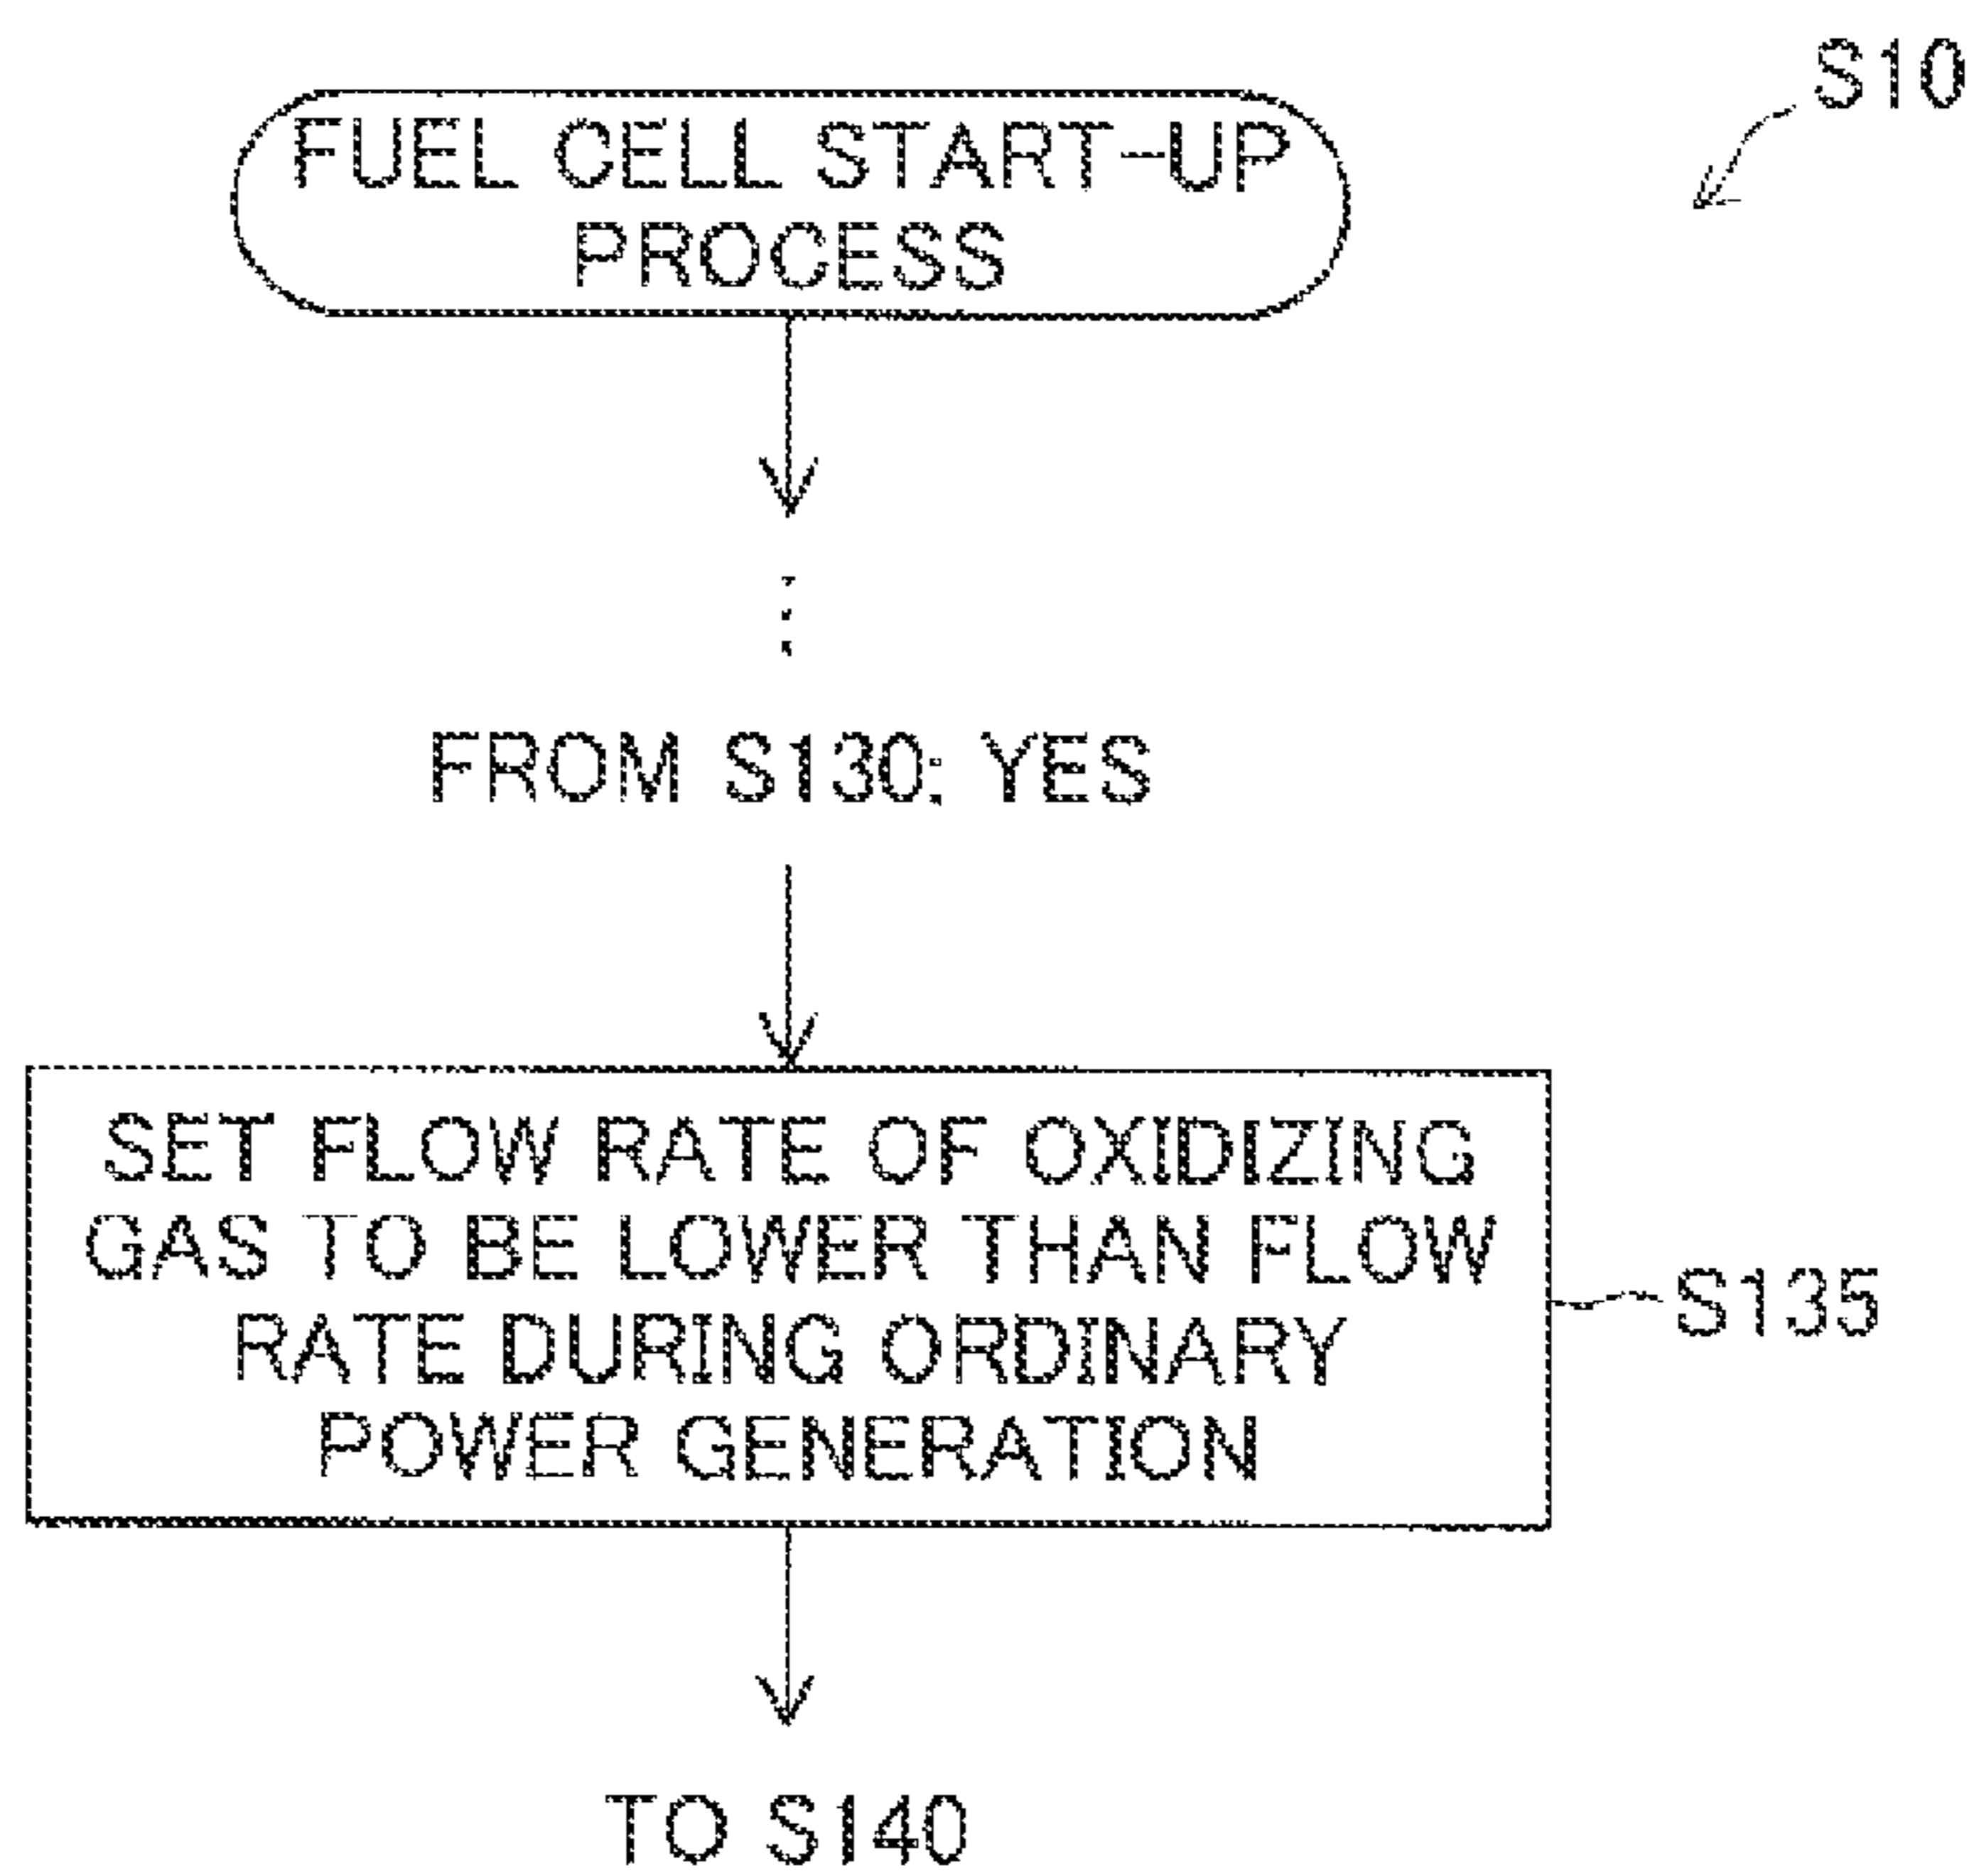 S10
FUEL CELL START-UP
PROCESS
FROM S130: YES
SET FLOW RATE OF OXIDIZING
GAS TO BE LOWER THAN FLOW
RATE DURING ORDINARY
POWER GENERATION
S135
TO S140